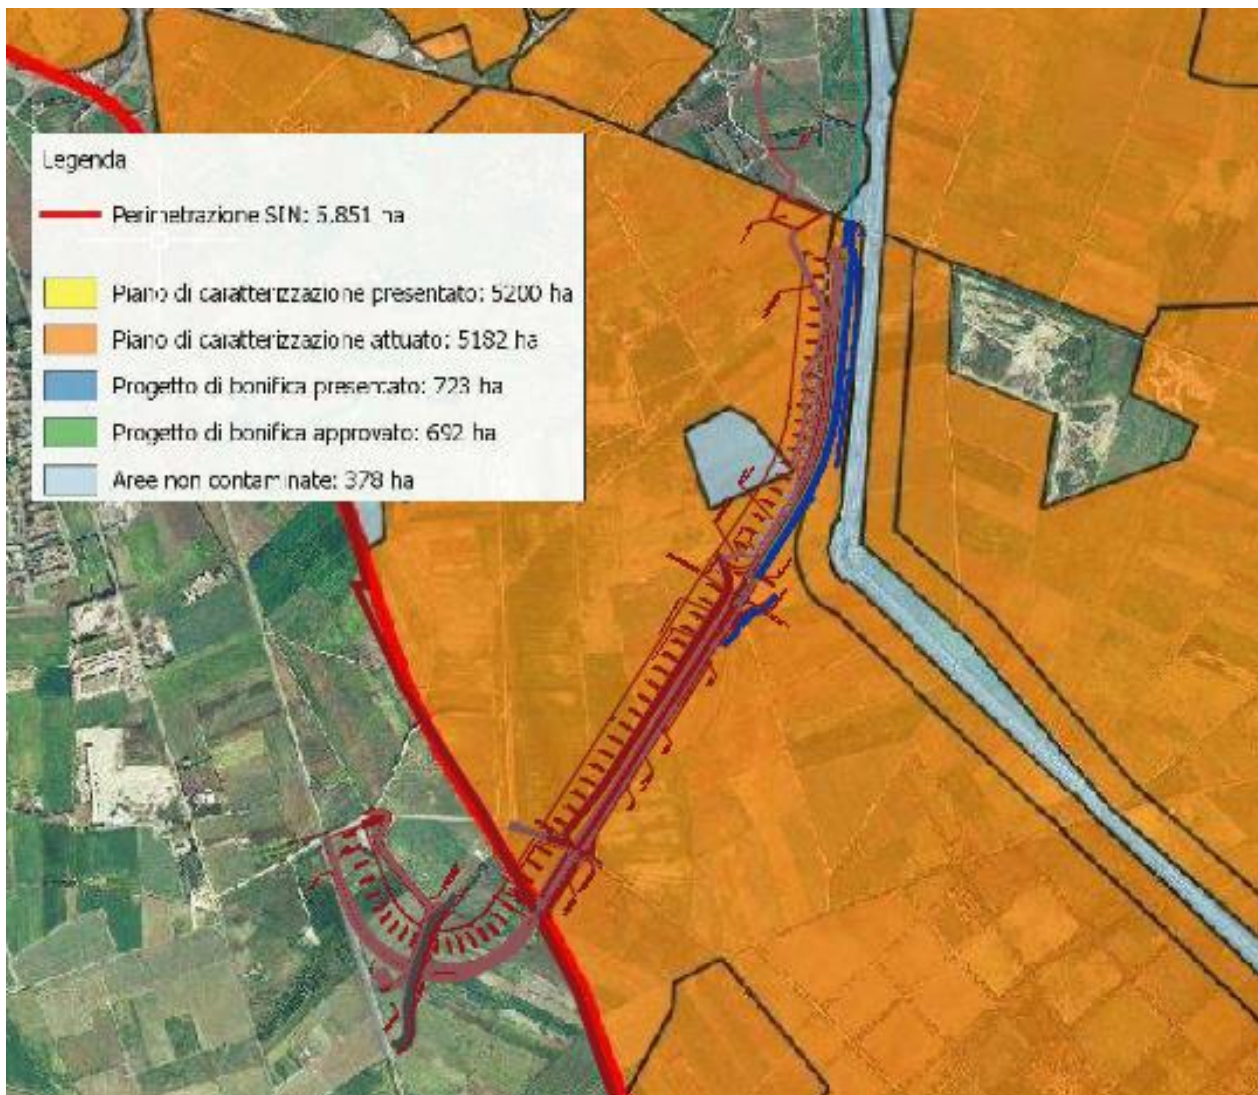 Legenda
Perimetrazione SIN: 5.851 ha
Piano di caratterizzazione presentato: 5200 ha
Piano di caratterizzazione attuato: 5182 ha
Progetto di bonifica presentato: 723 ha
Progetto di bonifica approvato: 692 ha
Aree non contaminate: 378 ha